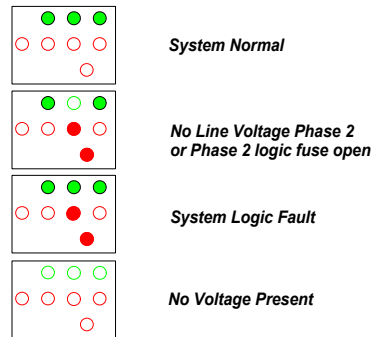 System Normal
No Line Voltage Phase 2
or Phase 2 logic fuse open
System Logic Fault
No Voltage Present